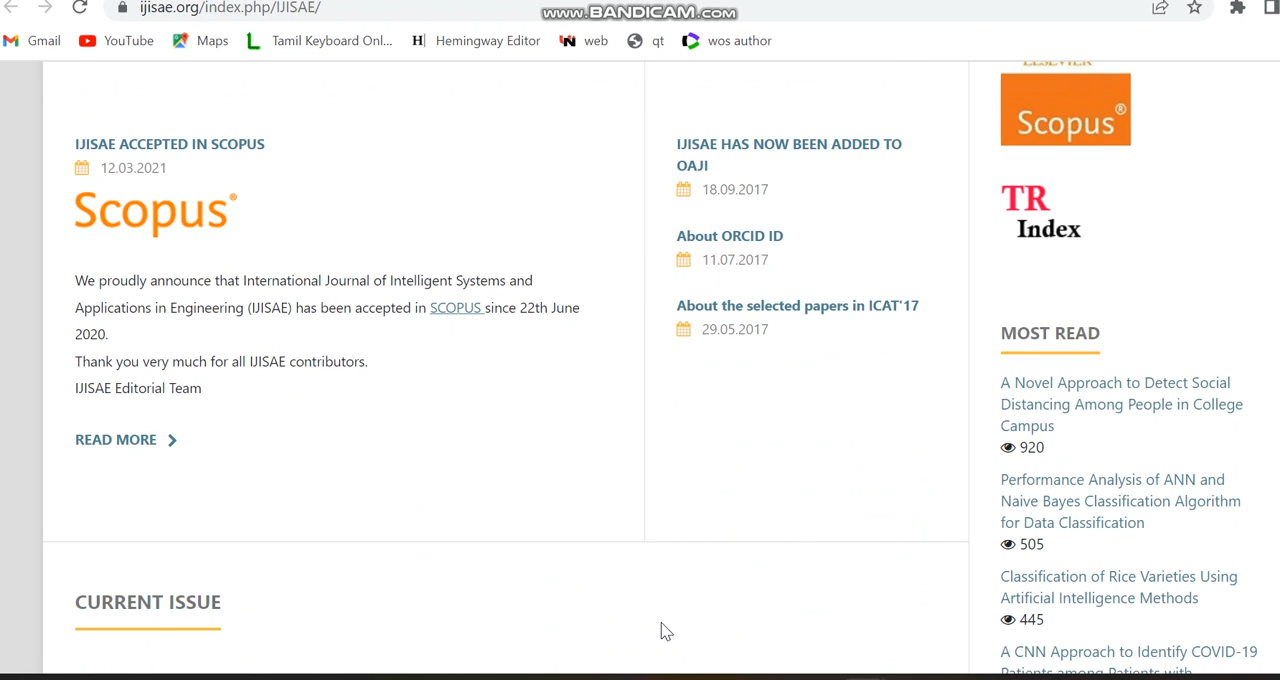 ijisae.org/index.php/IJISAE/
www.BANDICAM.com
Gmail
YouTube
Maps
Tamil Keyboard Onl...
Hemingway Editor
web
qt
wos author
IJISAE ACCEPTED IN SCOPUS
12.03.2021
Scopus®
We proudly announce that International Journal of Intelligent Systems and
Applications in Engineering (IJISAE) has been accepted in SCOPUS since 22th June
2020.
Thank you very much for all IJISAE contributors.
IJISAE Editorial Team
READ MORE
IJISAE HAS NOW BEEN ADDED TO
OAJI
18.09.2017
About ORCID ID
11.07.2017
About the selected papers in ICAT'17
29.05.2017
CURRENT ISSUE
ELSEVIER
Scopus®
TR
Index
MOST READ
A Novel Approach to Detect Social
Distancing Among People in College
Campus
920
Performance Analysis of ANN and
Naive Bayes Classification Algorithm
for Data Classification
505
Classification of Rice Varieties Using
Artificial Intelligence Methods
445
A CNN Approach to Identify COVID-19
Patients among Patients with